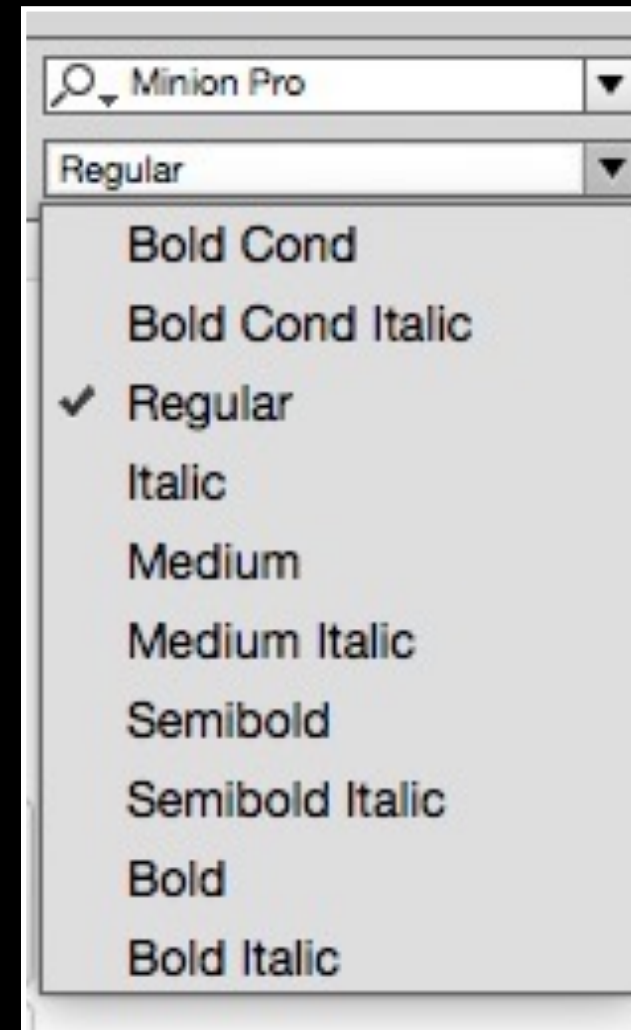 Minion Pro
Regular
Bold Cond
Bold Cond Italic
Regular
Italic
Medium
Medium Italic
Semibold
Semibold Italic
Bold
Bold Italic